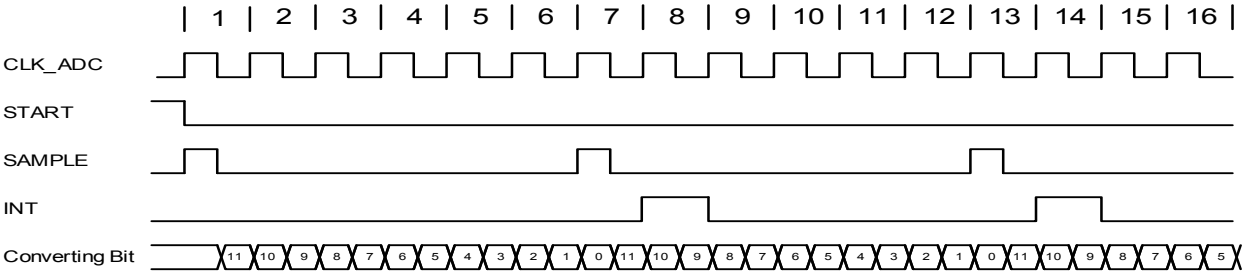 | 1 | 2 | 3 | 4 | 5 | 6 | 7 | 8 | 9 | 10 | 11 | 12 | 13 | 14 | 15 | 16 |
CLK_ADC
START
SAMPLE
INT
Converting Bit 11 10 9 8 7 6 5 4 3 2 1 0 11 10 9 8 7 6 5 4 3 2 1 0 11 10 9 8 7 6 5